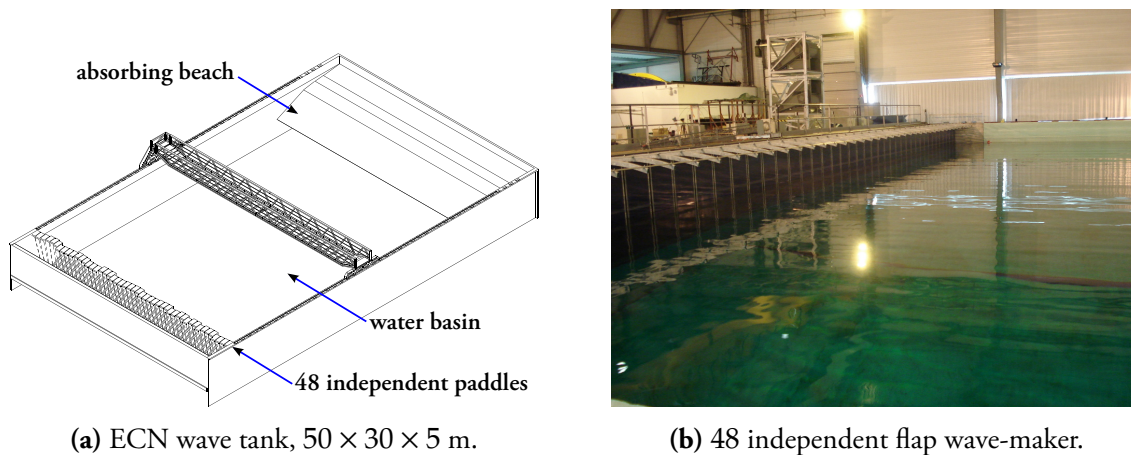 absorbing beach
water basin
48 independent paddles
(a) ECN wave tank, 50 × 30 × 5 m.
(b) 48 independent flap wave-maker.